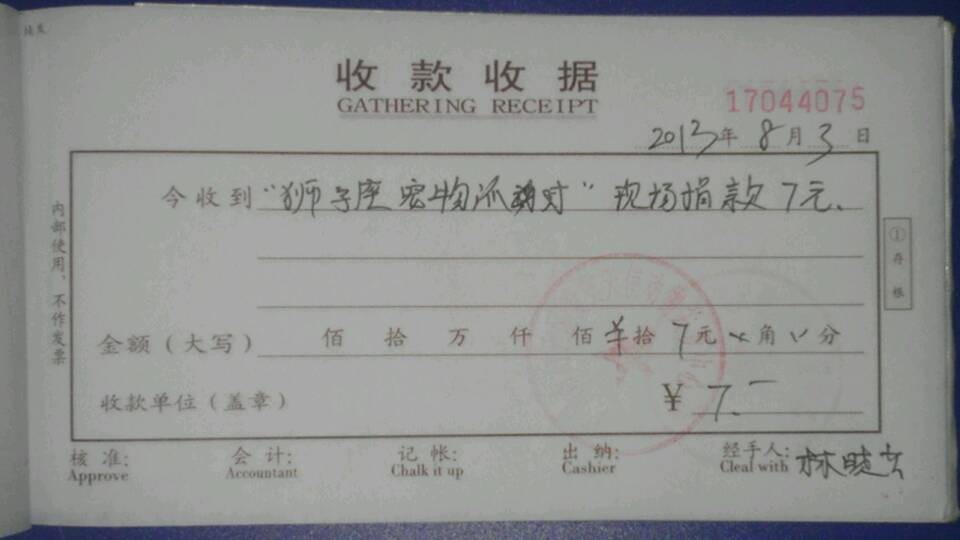 收款收据
GATHERING RECEIPT
17044075
2013年8月3日
今收到"狮子座宠物派对"现场捐款7元、
金额（大写） 佰 拾 万 仟 佰 羊拾 7元 角 分
收款单位（盖章） ¥ 7.一
核准: 会计: 记帐: 出纳: 经手人: 林晓
Approve Accountant Chalk it up Cashier Cleal with
内部使用，不作发票
①存根